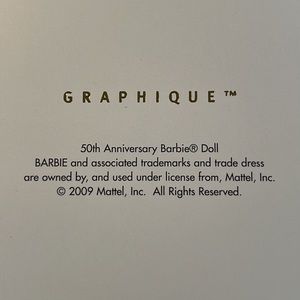 GRAPHIQUE™
50th Anniversary Barbie® Doll
BARBIE and associated trademarks and trade dress
are owned by, and used under license from, Mattel, Inc.
© 2009 Mattel, Inc. All Rights Reserved.